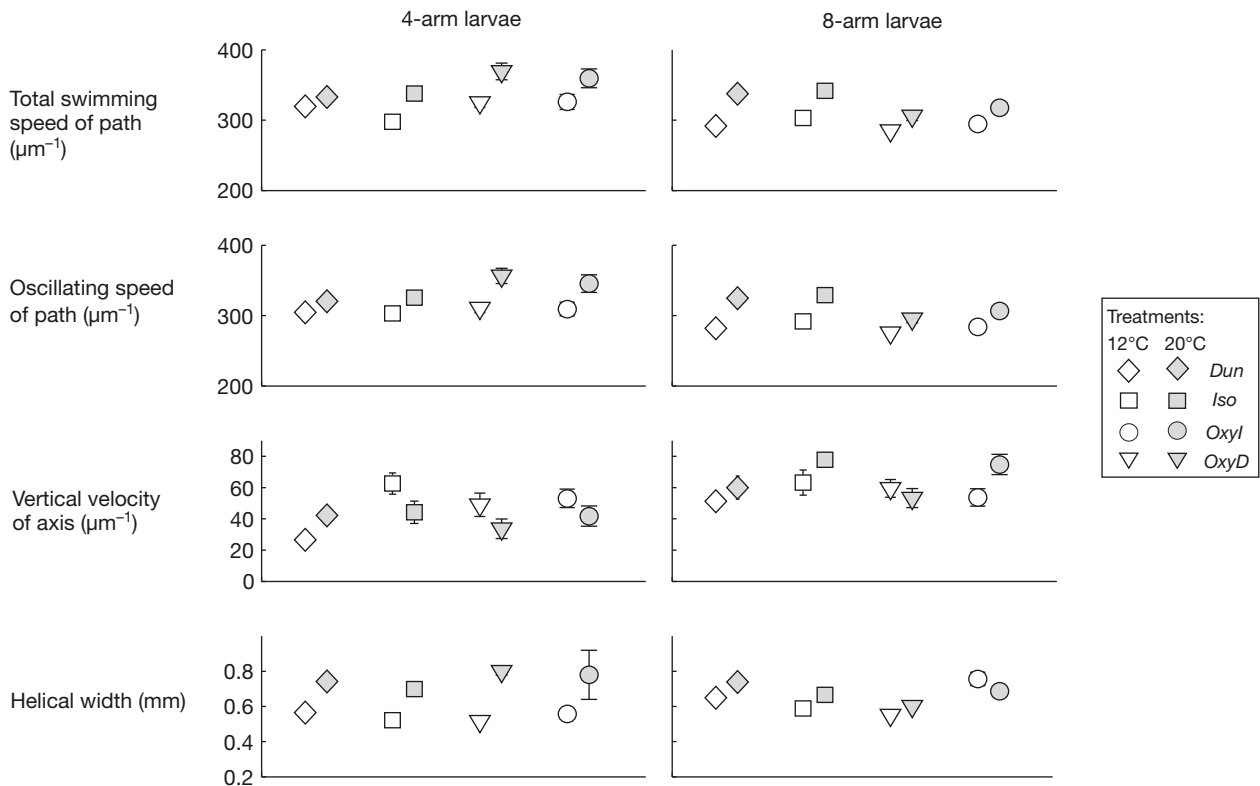 4-arm larvae
8-arm larvae
Total swimming
speed of path
(µm–1)
400
300
200
Oscillating speed
of path (µm–1)
400
300
200
Vertical velocity
of axis (µm–1)
80
60
40
20
0
Helical width (mm)
0.8
0.6
0.4
0.2
Treatments:
12°C 20°C
Dun
Iso
OxyI
OxyD